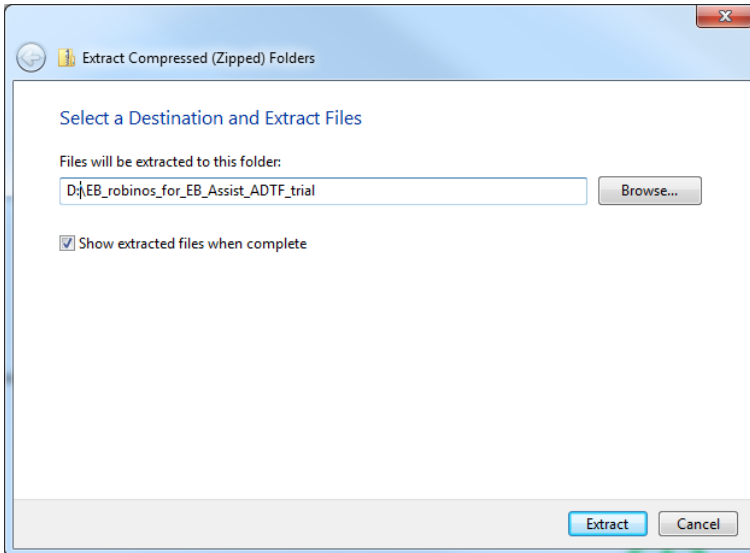 Extract Compressed (Zipped) Folders
Select a Destination and Extract Files
Files will be extracted to this folder:
D:\EB_robinos_for_EB_Assist_ADTF_trial
Browse...
Show extracted files when complete
Extract
Cancel